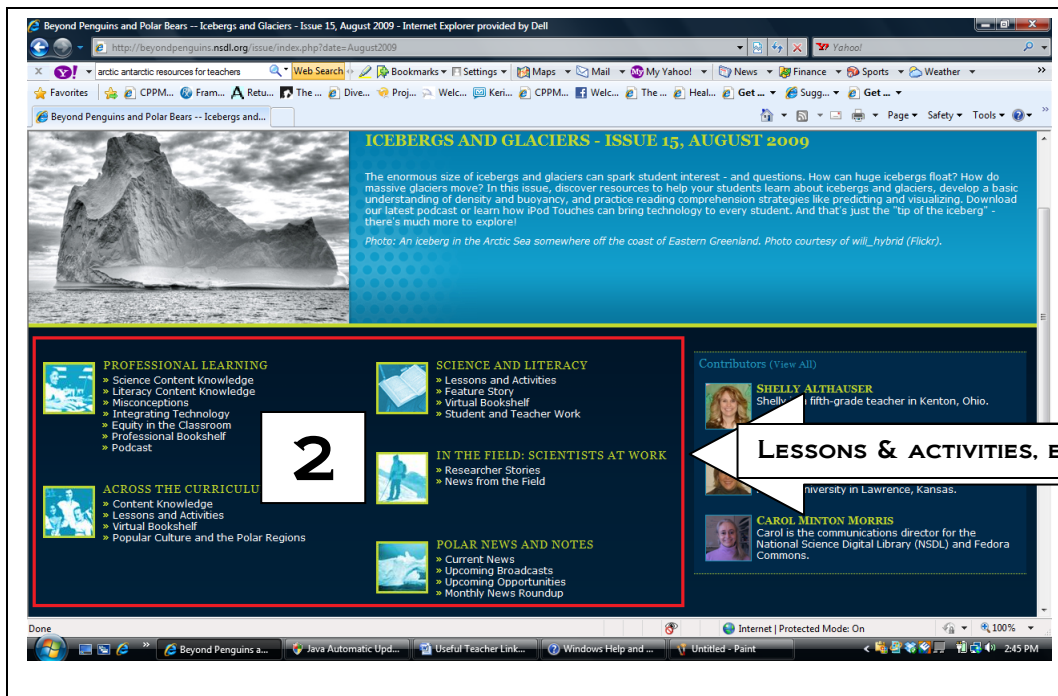 Beyond Penguins and Polar Bears -- Icebergs and Glaciers - Issue 15, August 2009 - Internet Explorer provided by Dell
http://beyondpenguins.nsdl.org/issue/index.php?date=August2009
Yahoo!
arctic antarctic resources for teachers
Web Search
Bookmarks
Settings
Maps
Mail
My Yahoo!
News
Finance
Sports
Weather
Favorites
CPPM...
Fram...
Retu...
The ...
Dive...
Proj...
Welc...
Keri...
CPPM...
Welc...
The ...
Heal...
Get ...
Sugg...
Get ...
Beyond Penguins and Polar Bears -- Icebergs and...
Page
Safety
Tools
ICEBERGS AND GLACIERS - ISSUE 15, AUGUST 2009
The enormous size of icebergs and glaciers can spark student interest - and questions. How can huge icebergs float? How do
massive glaciers move? In this issue, discover resources to help your students learn about icebergs and glaciers, develop a basic
understanding of density and buoyancy, and practice reading comprehension strategies like predicting and visualizing. Download
our latest podcast or learn how iPod Touches can bring technology to every student. And that's just the "tip of the iceberg" -
there's much more to explore!
Photo: An iceberg in the Arctic Sea somewhere off the coast of Eastern Greenland. Photo courtesy of wili_hybrid (Flickr).
PROFESSIONAL LEARNING
» Science Content Knowledge
» Literacy Content Knowledge
» Misconceptions
» Integrating Technology
» Equity in the Classroom
» Professional Bookshelf
» Podcast
ACROSS THE CURRICULU
» Content Knowledge
» Lessons and Activities
» Virtual Bookshelf
» Popular Culture and the Polar Regions
2
SCIENCE AND LITERACY
» Lessons and Activities
» Feature Story
» Virtual Bookshelf
» Student and Teacher Work
IN THE FIELD: SCIENTISTS AT WORK
» Researcher Stories
» News from the Field
POLAR NEWS AND NOTES
» Current News
» Upcoming Broadcasts
» Upcoming Opportunities
» Monthly News Roundup
Contributors (View All)
SHELLY ALTHAUSER
Shelly fifth-grade teacher in Kenton, Ohio.
LESSONS & ACTIVITIES, E
University in Lawrence, Kansas.
CAROL MINTON MORRIS
Carol is the communications director for the
National Science Digital Library (NSDL) and Fedora
Commons.
Done
Internet | Protected Mode: On
100%
Beyond Penguins a...
Java Automatic Upd...
Useful Teacher Link...
Windows Help and ...
Untitled - Paint
2:45 PM